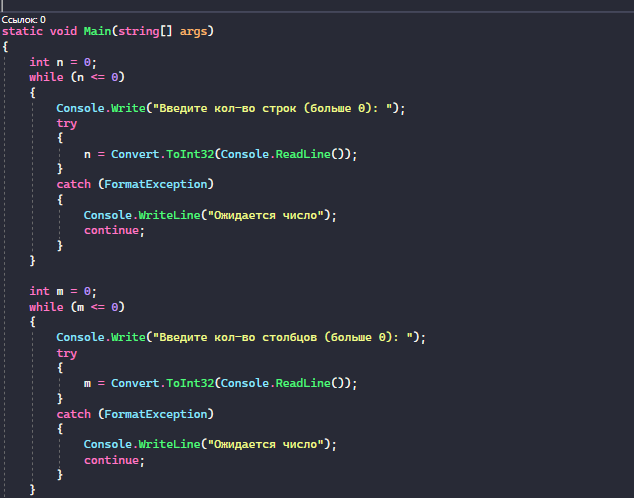 Ссылок: 0
static void Main(string[] args)
{
    int n = 0;
    while (n <= 0)
    {
        Console.Write("Введите кол-во строк (больше 0): ");
        try
        {
            n = Convert.ToInt32(Console.ReadLine());
        }
        catch (FormatException)
        {
            Console.WriteLine("Ожидается число");
            continue;
        }
    }

    int m = 0;
    while (m <= 0)
    {
        Console.Write("Введите кол-во столбцов (больше 0): ");
        try
        {
            m = Convert.ToInt32(Console.ReadLine());
        }
        catch (FormatException)
        {
            Console.WriteLine("Ожидается число");
            continue;
        }
    }